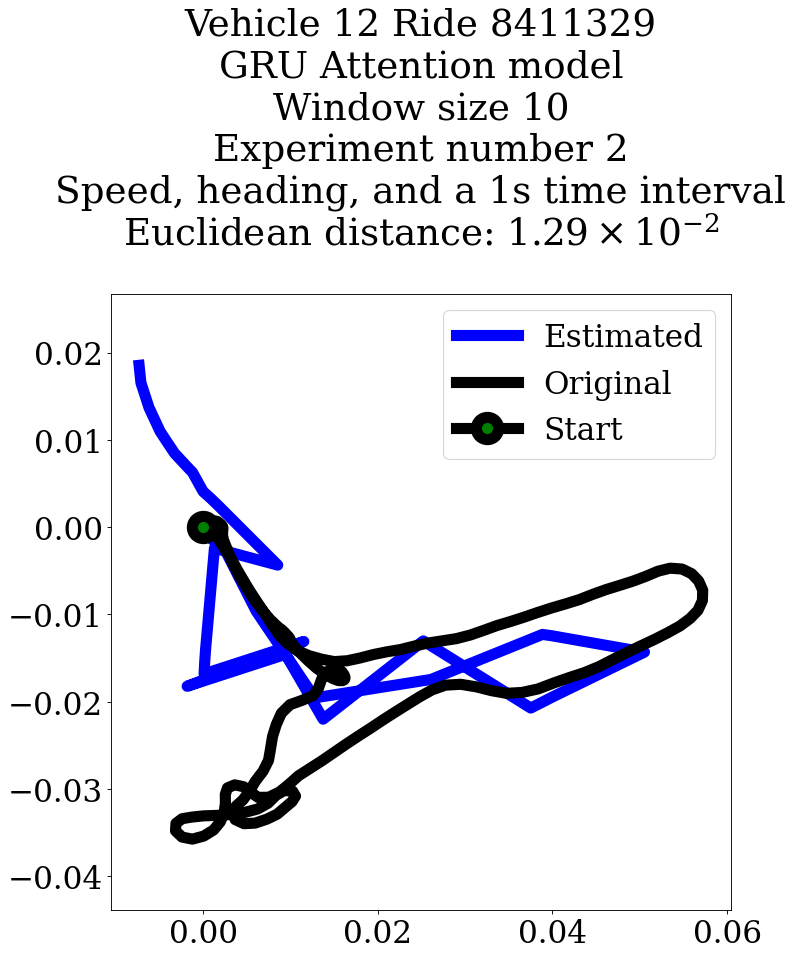 Vehicle 12 Ride 8411329
GRU Attention model
Window size 10
Experiment number 2
Speed, heading, and a 1s time interval
Euclidean distance: 1.29 × 10⁻²
Estimated
Original
Start
0.02
0.01
0.00
−0.01
−0.02
−0.03
−0.04
0.00 0.02 0.04 0.06